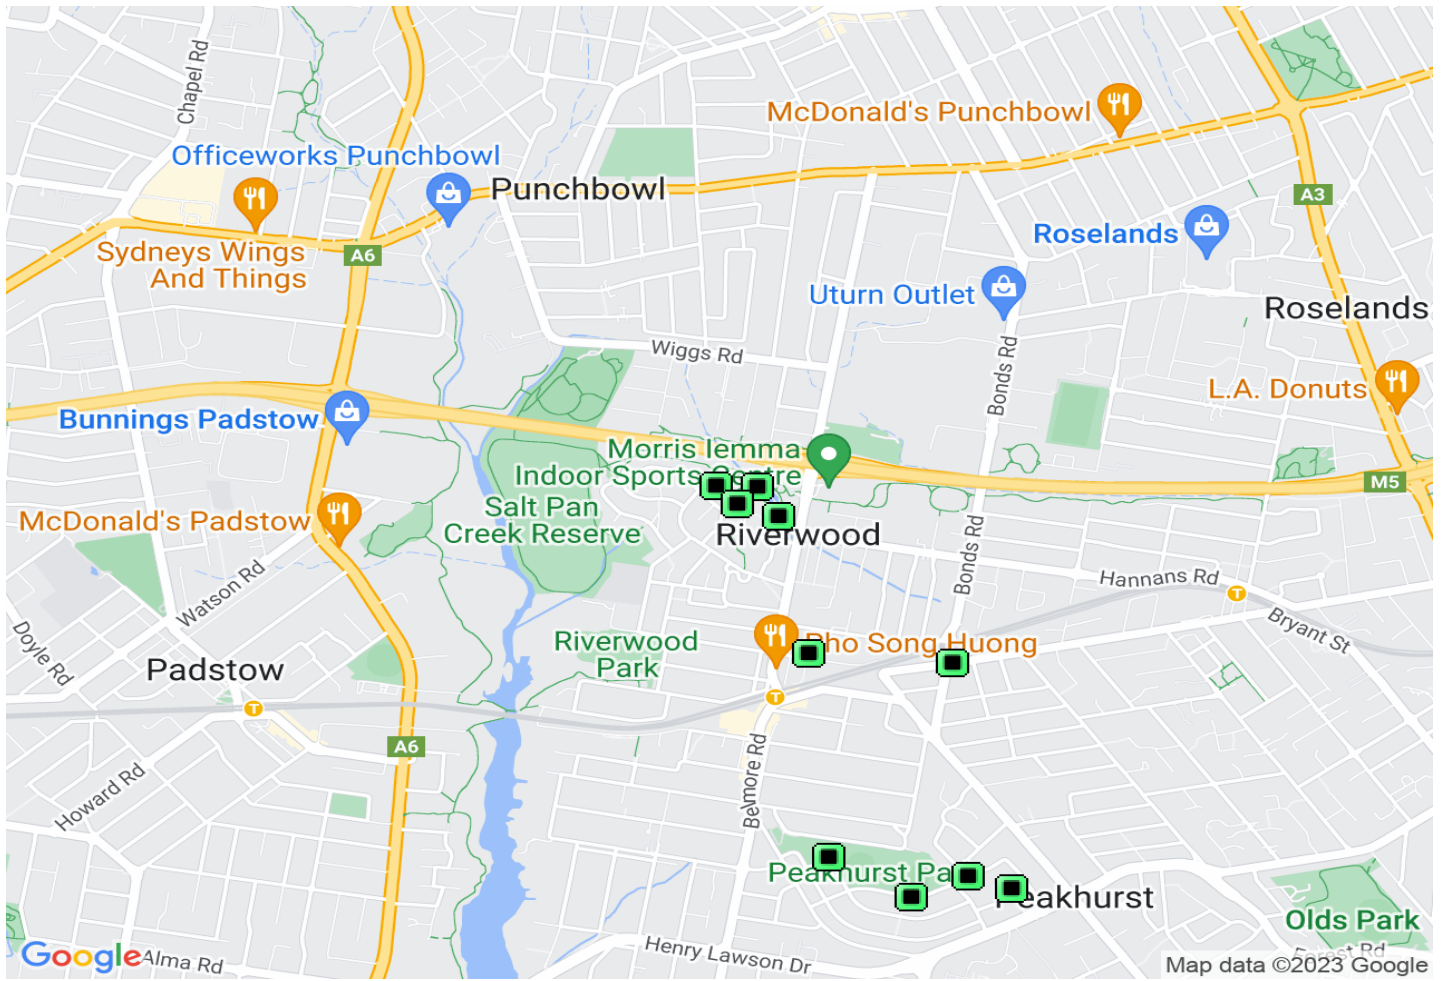 Chapel Rd
McDonald's Punchbowl
Officeworks Punchbowl
Punchbowl
A3
Roselands
Sydneys Wings
And Things
A6
Uturn Outlet
Roselands
Wiggs Rd
Bonds Rd
L.A. Donuts
Bunnings Padstow
Morris Iemma
Indoor Sports Centre
M5
Salt Pan
Creek Reserve
McDonald's Padstow
Riverwood
Bonds Rd
Hannans Rd
T
Watson Rd
Bryant St
Doyle Rd
Riverwood
Park
Pho Song Huong
Padstow
T
T
A6
Belmore Rd
Howard Rd
Peakhurst Pa
Peakhurst
Olds Park
Forest Rd
Henry Lawson Dr
Google
Alma Rd
Map data ©2023 Google